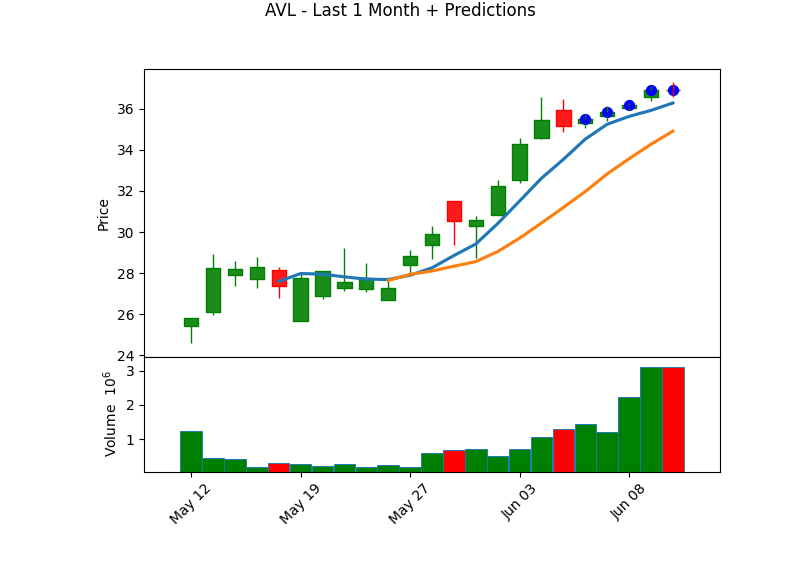 AVL - Last 1 Month + Predictions
Price
36
34
32
30
28
26
24
Volume 10^6
3
2
1
May 12
May 19
May 27
Jun 03
Jun 08